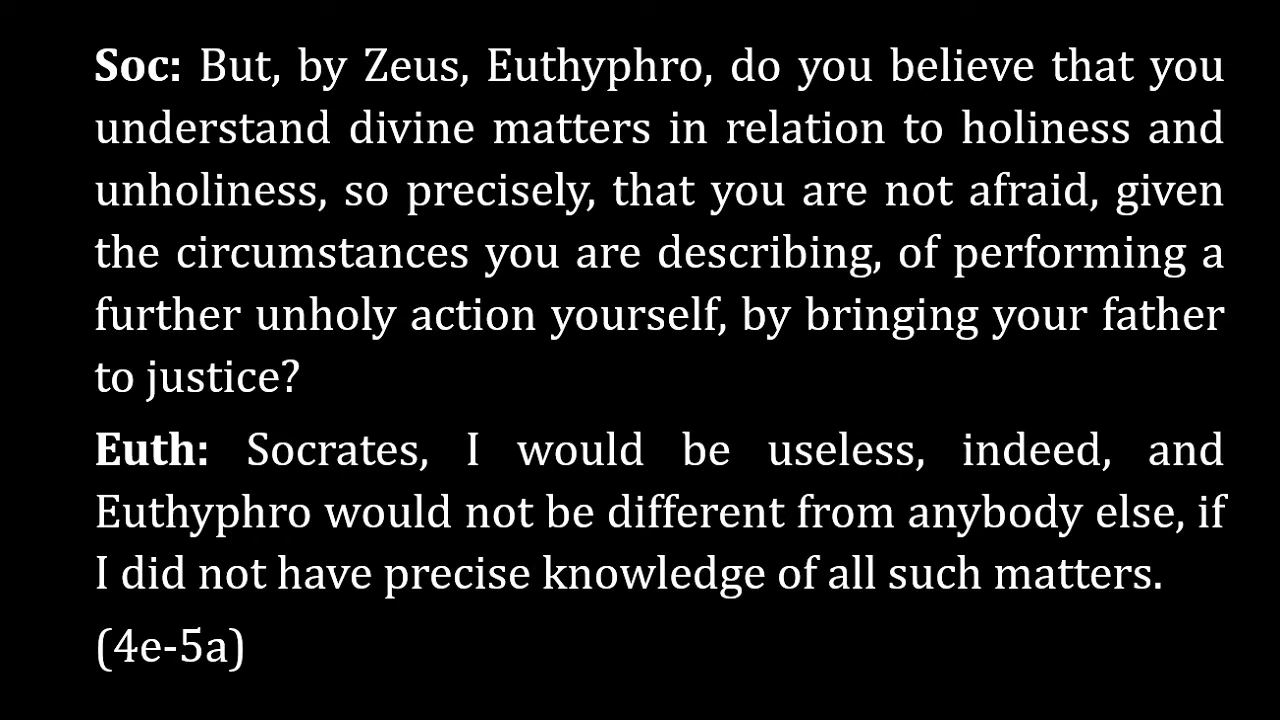 Soc: But, by Zeus, Euthyphro, do you believe that you
understand divine matters in relation to holiness and
unholiness, so precisely, that you are not afraid, given
the circumstances you are describing, of performing a
further unholy action yourself, by bringing your father
to justice?
Euth: Socrates, I would be useless, indeed, and
Euthyphro would not be different from anybody else, if
I did not have precise knowledge of all such matters.
(4e-5a)